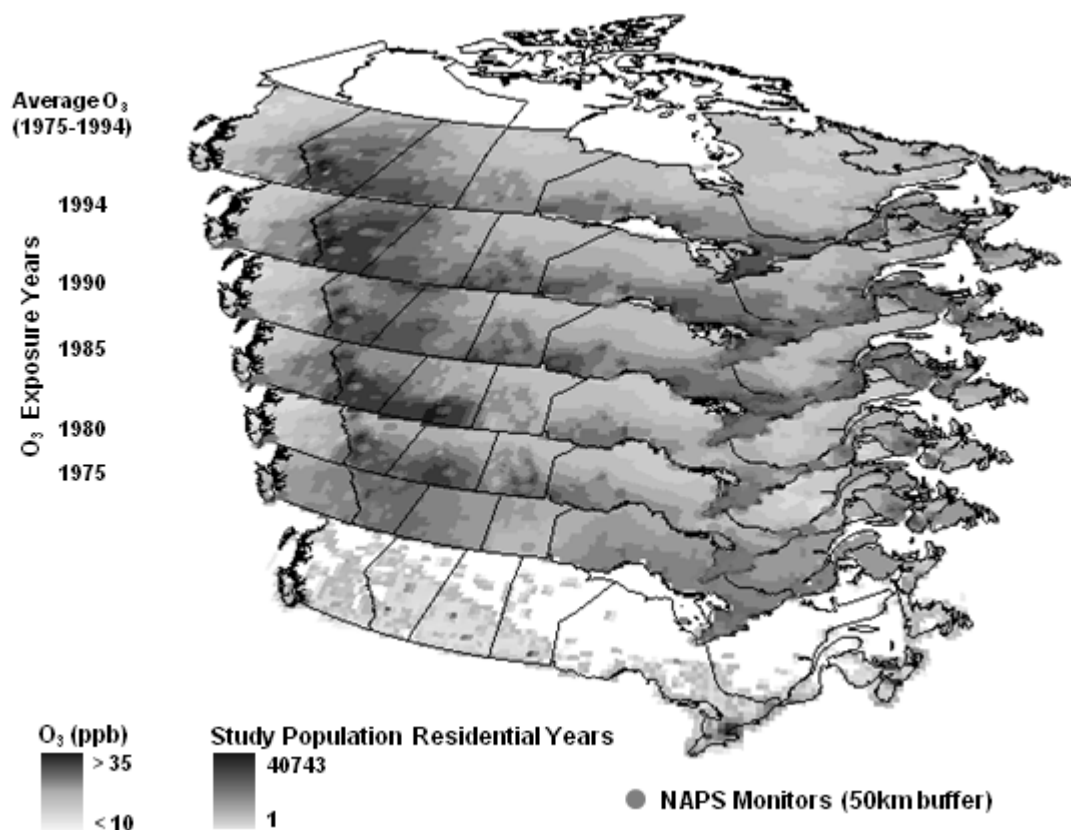 Average O₃
(1975-1994)
1994
1990
1985
1980
1975
O₃ Exposure Years
O₃ (ppb)
> 35
< 10
Study Population Residential Years
40743
1
NAPS Monitors (50km buffer)